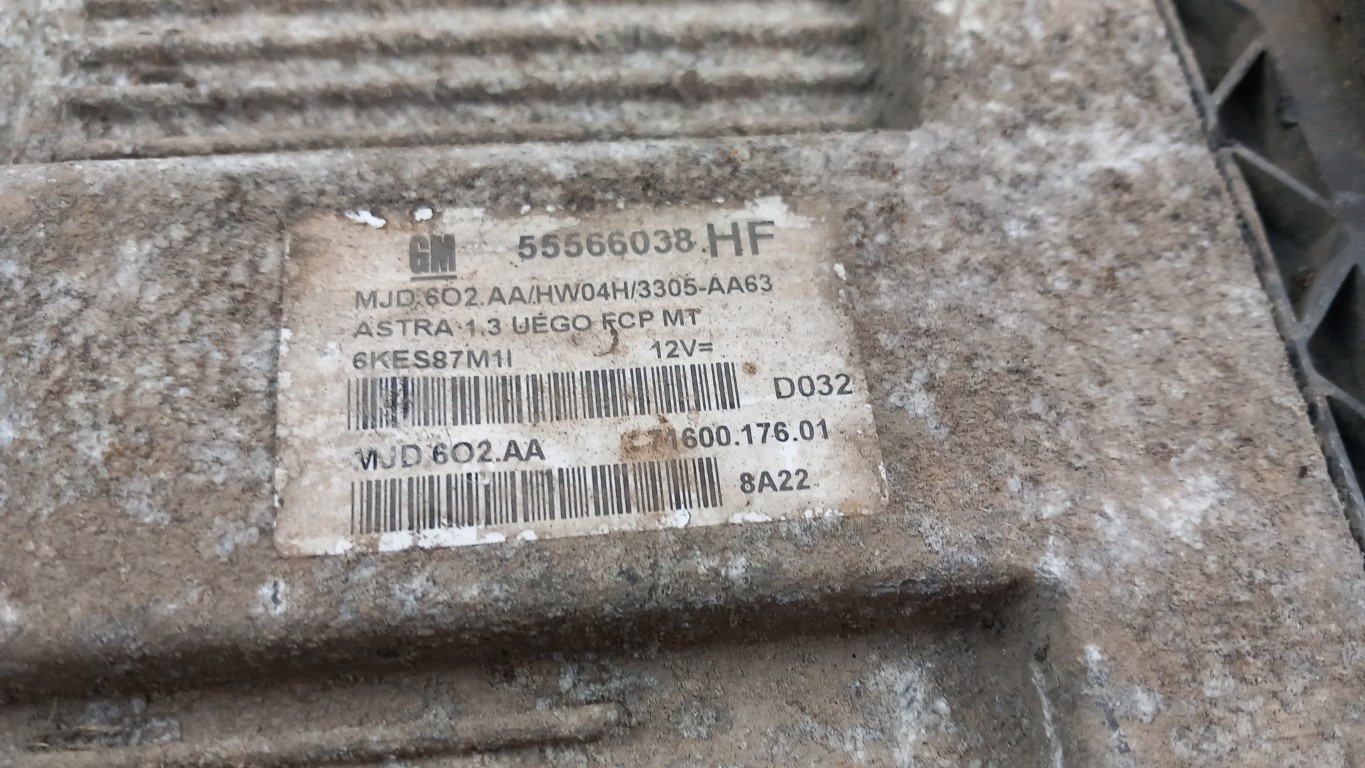 GM 55566038 HF
MJD 6O2.AA/HW04H/3305-AA63
ASTRA 1.3 UEGO FCP MT
6KES87M1I 12V=
D032
MJD 6O2.AA 71600.176.01
8A22